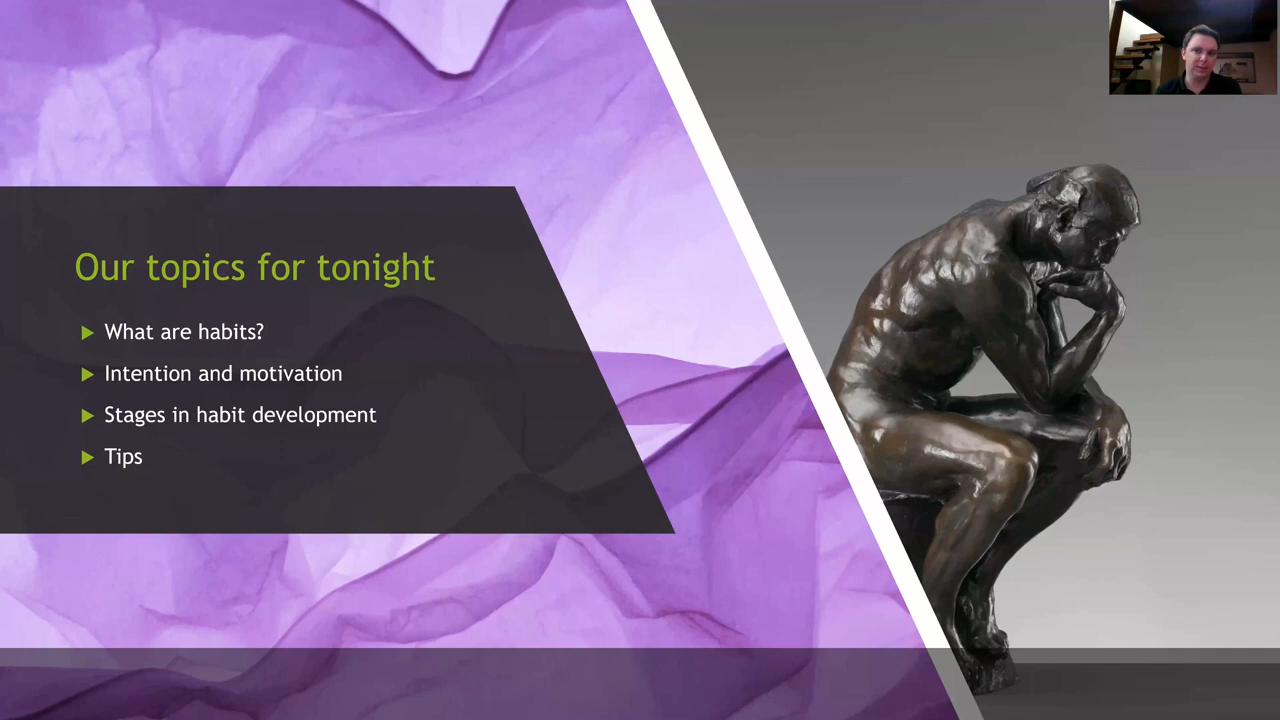 Our topics for tonight
What are habits?
Intention and motivation
Stages in habit development
Tips